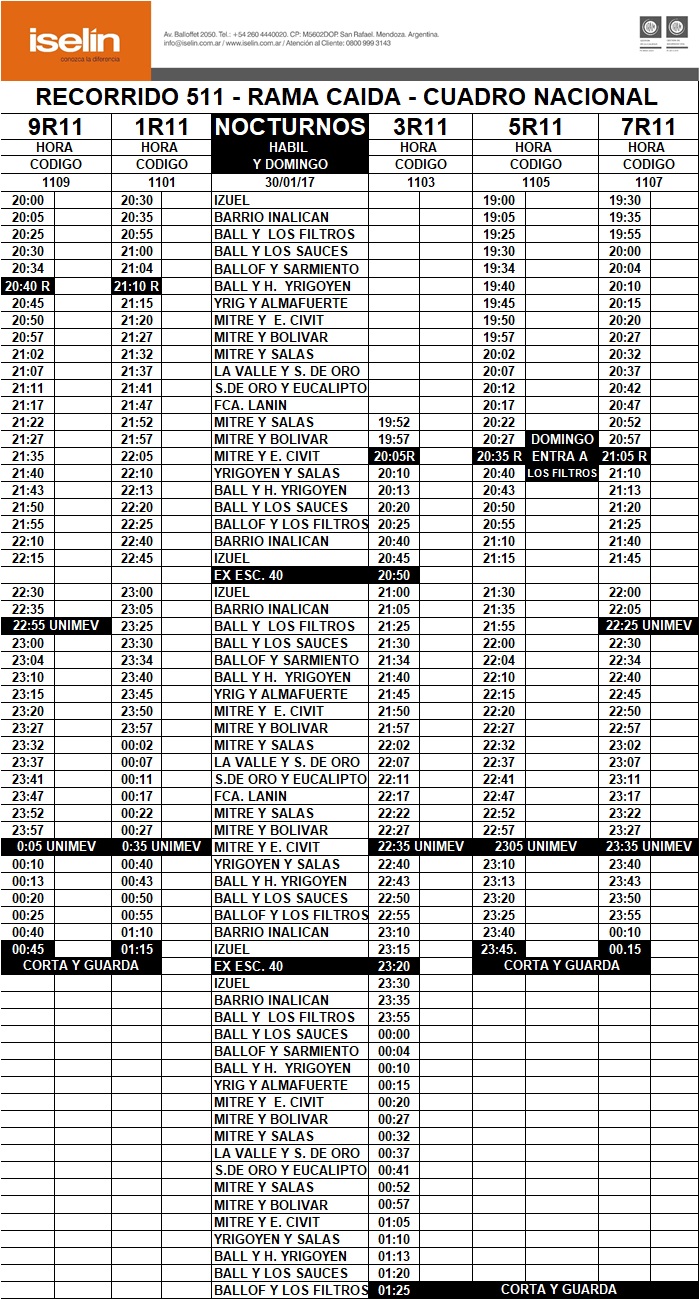 iselín
conozca la diferencia
Av. Balloffet 2050. Tel.: +54 260 4440020. CP: M5602DOP. San Rafael. Mendoza. Argentina.
info@iselin.com.ar / www.iselin.com.ar / Atención al Cliente: 0800 999 3143
RECORRIDO 511 - RAMA CAIDA - CUADRO NACIONAL
9R11 1R11 NOCTURNOS 3R11 5R11 7R11
HORA HORA HABIL HORA HORA HORA
CODIGO CODIGO Y DOMINGO CODIGO CODIGO CODIGO
1109 1101 30/01/17 1103 1105 1107
20:00 20:30 IZUEL 19:00 19:30
20:05 20:35 BARRIO INALICAN 19:05 19:35
20:25 20:55 BALL Y LOS FILTROS 19:25 19:55
20:30 21:00 BALL Y LOS SAUCES 19:30 20:00
20:34 21:04 BALLOF Y SARMIENTO 19:34 20:04
20:40 R 21:10 R BALL Y H. YRIGOYEN 19:40 20:10
20:45 21:15 YRIG Y ALMAFUERTE 19:45 20:15
20:50 21:20 MITRE Y E. CIVIT 19:50 20:20
20:57 21:27 MITRE Y BOLIVAR 19:57 20:27
21:02 21:32 MITRE Y SALAS 20:02 20:32
21:07 21:37 LA VALLE Y S. DE ORO 20:07 20:37
21:11 21:41 S.DE ORO Y EUCALIPTO 20:12 20:42
21:17 21:47 FCA. LANIN 20:17 20:47
21:22 21:52 MITRE Y SALAS 19:52 20:22 20:52
21:27 21:57 MITRE Y BOLIVAR 19:57 20:27 DOMINGO 20:57
21:35 22:05 MITRE Y E. CIVIT 20:05R 20:35 R ENTRA A 21:05 R
21:40 22:10 YRIGOYEN Y SALAS 20:10 20:40 LOS FILTROS 21:10
21:43 22:13 BALL Y H. YRIGOYEN 20:13 20:43 21:13
21:50 22:20 BALL Y LOS SAUCES 20:20 20:50 21:20
21:55 22:25 BALLOF Y LOS FILTROS 20:25 20:55 21:25
22:10 22:40 BARRIO INALICAN 20:40 21:10 21:40
22:15 22:45 IZUEL 20:45 21:15 21:45
EX ESC. 40 20:50
22:30 23:00 IZUEL 21:00 21:30 22:00
22:35 23:05 BARRIO INALICAN 21:05 21:35 22:05
22:55 UNIMEV 23:25 BALL Y LOS FILTROS 21:25 21:55 22:25 UNIMEV
23:00 23:30 BALL Y LOS SAUCES 21:30 22:00 22:30
23:04 23:34 BALLOF Y SARMIENTO 21:34 22:04 22:34
23:10 23:40 BALL Y H. YRIGOYEN 21:40 22:10 22:40
23:15 23:45 YRIG Y ALMAFUERTE 21:45 22:15 22:45
23:20 23:50 MITRE Y E. CIVIT 21:50 22:20 22:50
23:27 23:57 MITRE Y BOLIVAR 21:57 22:27 22:57
23:32 00:02 MITRE Y SALAS 22:02 22:32 23:02
23:37 00:07 LA VALLE Y S. DE ORO 22:07 22:37 23:07
23:41 00:11 S.DE ORO Y EUCALIPTO 22:11 22:41 23:11
23:47 00:17 FCA. LANIN 22:17 22:47 23:17
23:52 00:22 MITRE Y SALAS 22:22 22:52 23:22
23:57 00:27 MITRE Y BOLIVAR 22:27 22:57 23:27
0:05 UNIMEV 0:35 UNIMEV MITRE Y E. CIVIT 22:35 UNIMEV 2305 UNIMEV 23:35 UNIMEV
00:10 00:40 YRIGOYEN Y SALAS 22:40 23:10 23:40
00:13 00:43 BALL Y H. YRIGOYEN 22:43 23:13 23:43
00:20 00:50 BALL Y LOS SAUCES 22:50 23:20 23:50
00:25 00:55 BALLOF Y LOS FILTROS 22:55 23:25 23:55
00:40 01:10 BARRIO INALICAN 23:10 23:40 00:10
00:45 01:15 IZUEL 23:15 23:45. 00.15
CORTA Y GUARDA EX ESC. 40 23:20 CORTA Y GUARDA
IZUEL 23:30
BARRIO INALICAN 23:35
BALL Y LOS FILTROS 23:55
BALL Y LOS SAUCES 00:00
BALLOF Y SARMIENTO 00:04
BALL Y H. YRIGOYEN 00:10
YRIG Y ALMAFUERTE 00:15
MITRE Y E. CIVIT 00:20
MITRE Y BOLIVAR 00:27
MITRE Y SALAS 00:32
LA VALLE Y S. DE ORO 00:37
S.DE ORO Y EUCALIPTO 00:41
MITRE Y SALAS 00:52
MITRE Y BOLIVAR 00:57
MITRE Y E. CIVIT 01:05
YRIGOYEN Y SALAS 01:10
BALL Y H. YRIGOYEN 01:13
BALL Y LOS SAUCES 01:20
BALLOF Y LOS FILTROS 01:25 CORTA Y GUARDA